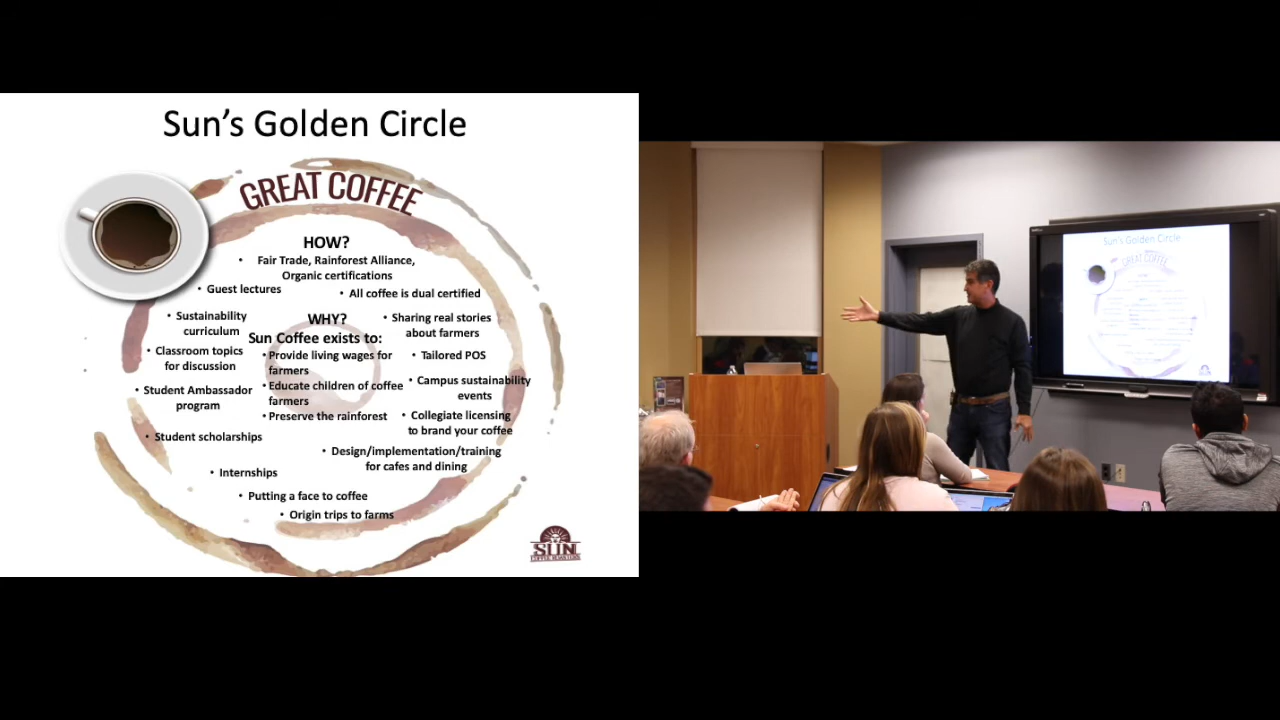 Sun's Golden Circle
GREAT COFFEE
HOW?
• Fair Trade, Rainforest Alliance,
Organic certifications
• Guest lectures
• All coffee is dual certified
• Sustainability
curriculum
• Classroom topics
for discussion
• Student Ambassador
program
• Student scholarships
• Internships
• Putting a face to coffee
• Origin trips to farms
WHY?
Sun Coffee exists to:
• Provide living wages for
farmers
• Educate children of coffee
farmers
• Preserve the rainforest
• Sharing real stories
about farmers
• Tailored POS
• Campus sustainability
events
• Collegiate licensing
to brand your coffee
• Design/implementation/training
for cafes and dining
SUN
COFFEE ROASTERS
Sun's Golden Circle
GREAT COFFEE